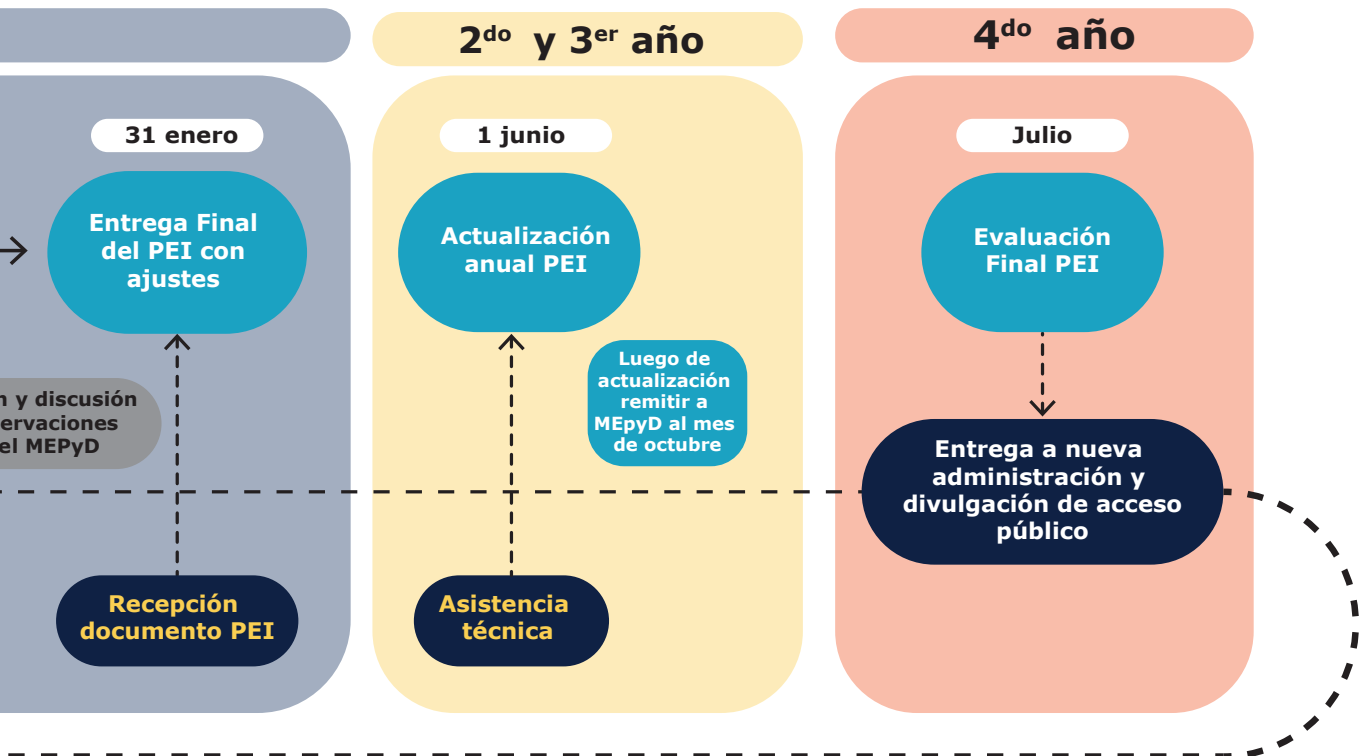 2do y 3er año
4do año
31 enero
1 junio
Julio
Entrega Final
del PEI con
ajustes
Actualización
anual PEI
Evaluación
Final PEI
Luego de
actualización
remitir a
MEpyD al mes
de octubre
y discusión
MEPyD
Entrega a nueva
administración y
divulgación de acceso
público
Recepción
documento PEI
Asistencia
técnica